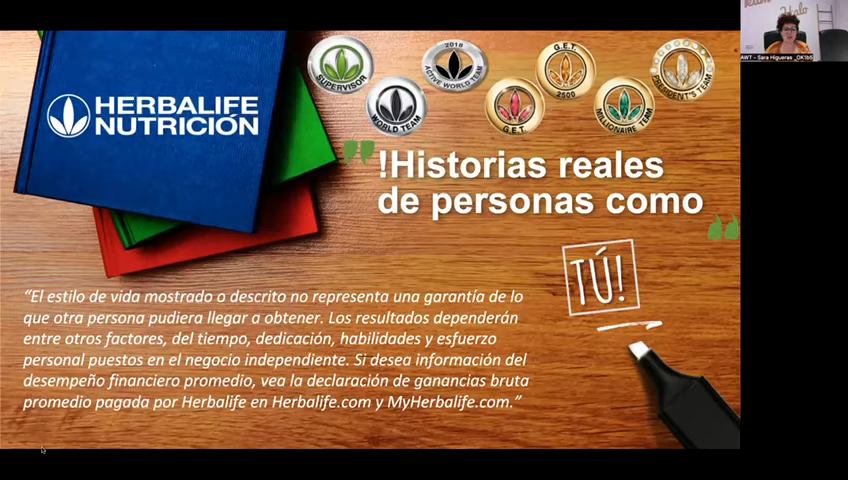 HERBALIFE
NUTRICIÓN
SUPERVISOR
WORLD TEAM
2018
ACTIVE WORLD TEAM
G.E.T.
G.E.T.
2500
MILLIONAIRE TEAM
PRESIDENT'S TEAM
"!Historias reales
de personas como"
TÚ!
“El estilo de vida mostrado o descrito no representa una garantía de lo
que otra persona pudiera llegar a obtener. Los resultados dependerán
entre otros factores, del tiempo, dedicación, habilidades y esfuerzo
personal puestos en el negocio independiente. Si desea información del
desempeño financiero promedio, vea la declaración de ganancias bruta
promedio pagada por Herbalife en Herbalife.com y MyHerbalife.com.”
AWT - Sara Higueras _OK1b5